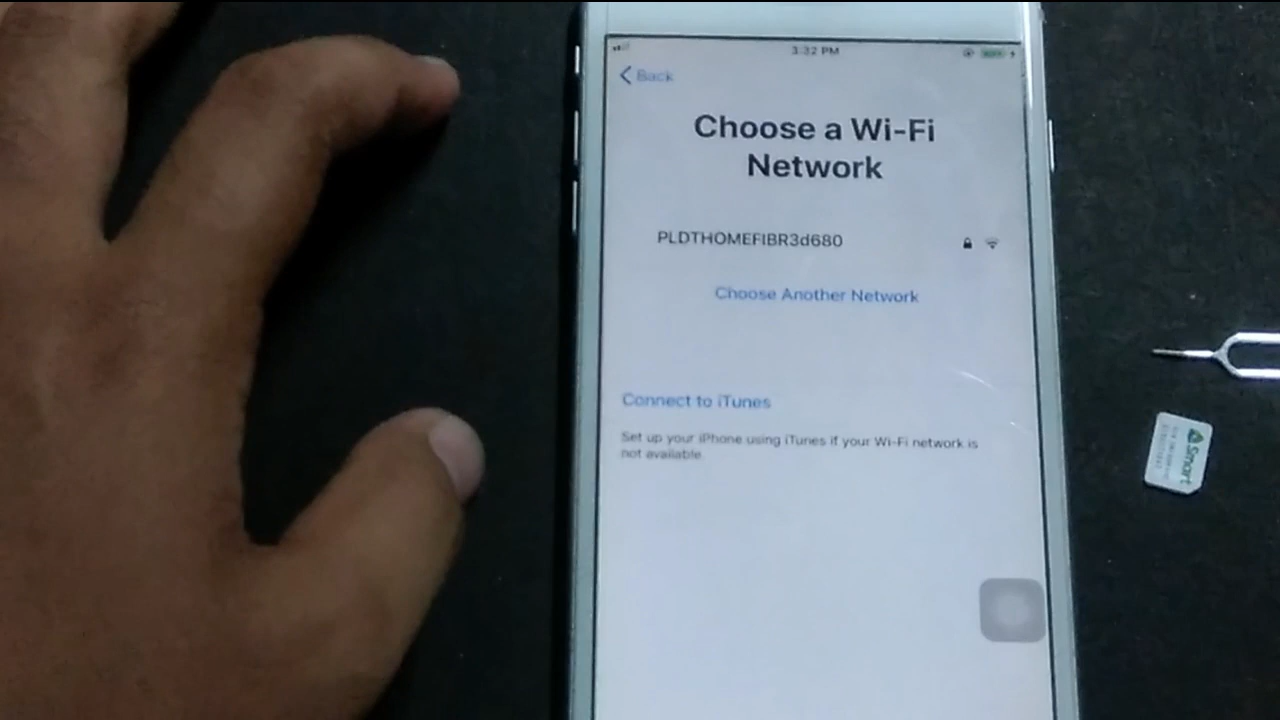 3:32 PM
Back
Choose a Wi-Fi
Network
PLDTHOMEFIBR3d680
Choose Another Network
Connect to iTunes
Set up your iPhone using iTunes if your Wi-Fi network is
not available.
Smart